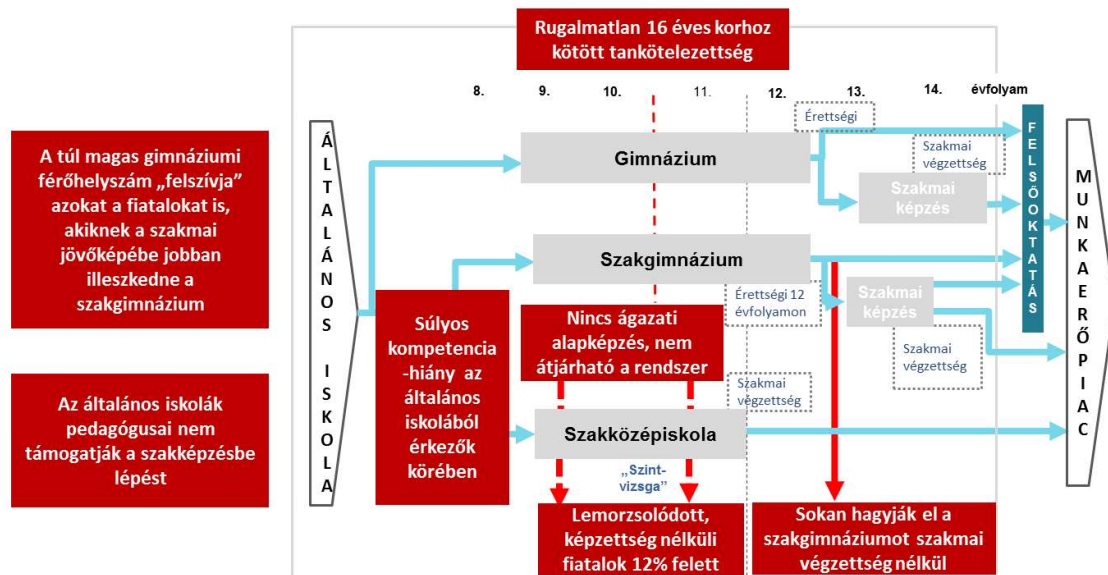 Rugalmatlan 16 éves korhoz
kötött tankötelezettség
8. 9. 10. 11. 12. 13. 14. évfolyam
A túl magas gimnáziumi
férőhelyszám „felszívja”
azokat a fiatalokat is,
akiknek a szakmai
jövőképébe jobban
illeszkedne a
szakgimnázium
Az általános iskolák
pedagógusai nem
támogatják a szakképzésbe
lépést
ÁLTALÁNOS ISKOLA
Súlyos
kompetencia
-hiány az
általános
iskolából
érkezők
körében
Gimnázium
Érettségi
Szakmai
végzettség
Szakmai
képzés
Szakgimnázium
Érettségi 12
évfolyamon
Szakmai
képzés
Szakmai
végzettség
Nincs ágazati
alapképzés, nem
átjárható a rendszer
Szakmai
végzettség
Szakközépiskola
„Szint-
vizsga”
Lemorzsolódott,
képzettség nélküli
fiatalok 12% felett
Sokan hagyják el a
szakgimnáziumot szakmai
végzettség nélkül
FELSŐOKTATÁS
MUNKAERŐPIAC